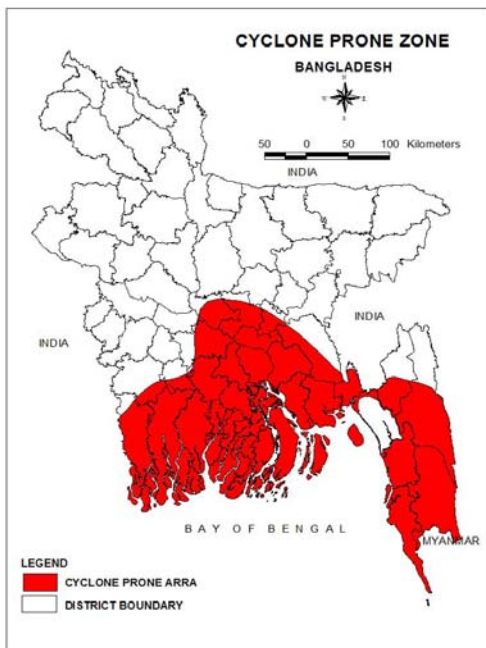 CYCLONE PRONE ZONE
BANGLADESH
N
W E
S
50 0 50 100 Kilometers
INDIA
INDIA
INDIA
BAY OF BENGAL
MYANMAR
LEGEND
CYCLONE PRONE ARRA
DISTRICT BOUNDARY